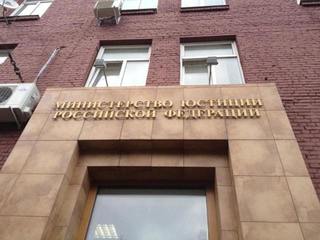 МИНИСТЕРСТВО ЮСТИЦИИ
РОССИЙСКОЙ ФЕДЕРАЦИИ